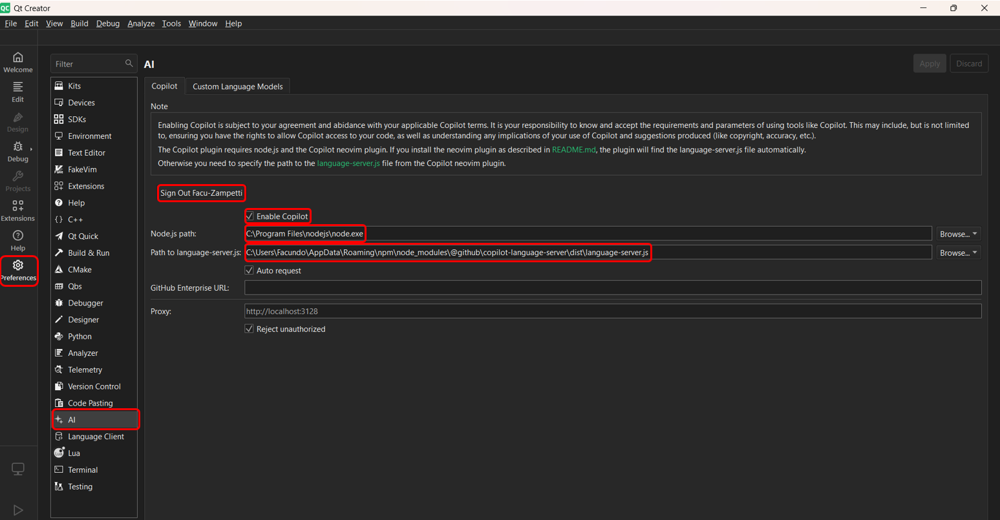 QC Qt Creator
File Edit View Build Debug Analyze Tools Window Help
Welcome
Edit
Design
Debug
Projects
Extensions
Help
Preferences
Filter
Kits
Devices
SDKs
Environment
Text Editor
FakeVim
Extensions
Help
C++
Qt Quick
Build & Run
CMake
Qbs
Debugger
Designer
Python
Analyzer
Telemetry
Version Control
Code Pasting
AI
Language Client
Lua
Terminal
Testing
AI
Apply Discard
Copilot Custom Language Models
Note
Enabling Copilot is subject to your agreement and abidance with your applicable Copilot terms. It is your responsibility to know and accept the requirements and parameters of using tools like Copilot. This may include, but is not limited
to, ensuring you have the rights to allow Copilot access to your code, as well as understanding any implications of your use of Copilot and suggestions produced (like copyright, accuracy, etc.).
The Copilot plugin requires node.js and the Copilot neovim plugin. If you install the neovim plugin as described in README.md, the plugin will find the language-server.js file automatically.
Otherwise you need to specify the path to the language-server.js file from the Copilot neovim plugin.
Sign Out Facu-Zampetti
Enable Copilot
Node.js path: C:\Program Files\nodejs\node.exe Browse...
Path to language-server.js: C:\Users\Facundo\AppData\Roaming\npm\node_modules\@github\copilot-language-server\dist\language-server.js Browse...
Auto request
GitHub Enterprise URL:
Proxy: http://localhost:3128
Reject unauthorized